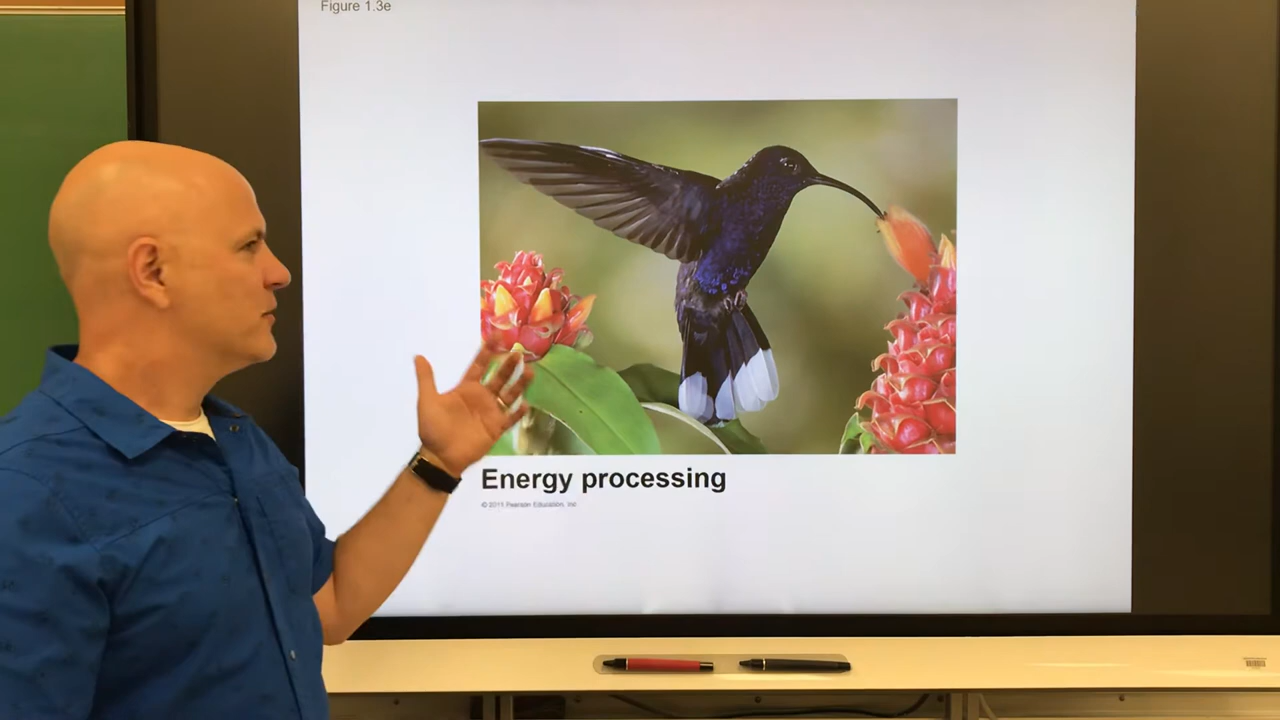 Figure 1.3e
Energy processing
© 2011 Pearson Education, Inc.